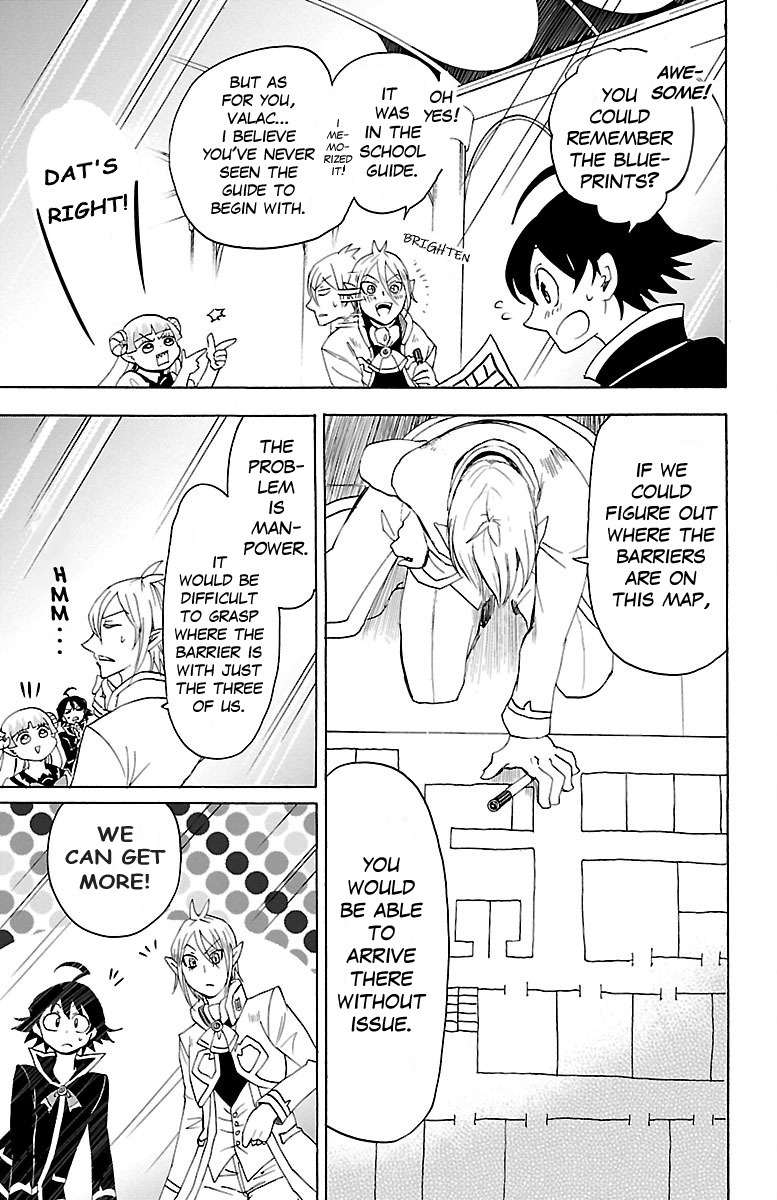 AWE-
SOME!
YOU
COULD
REMEMBER
THE BLUE-
PRINTS?
OH
YES!
IT
WAS
IN THE
SCHOOL
GUIDE.
I
ME-
MO-
RIZED
IT!
BUT AS
FOR YOU,
VALAC...
I BELIEVE
YOU'VE NEVER
SEEN THE
GUIDE TO
BEGIN WITH.
BRIGHTEN
DAT'S
RIGHT!
IF WE
COULD
FIGURE OUT
WHERE THE
BARRIERS
ARE ON
THIS MAP,
YOU
WOULD
BE ABLE
TO
ARRIVE
THERE
WITHOUT
ISSUE.
THE
PROB-
LEM
IS
MAN-
POWER.
IT
WOULD BE
DIFFICULT
TO GRASP
WHERE THE
BARRIER IS
WITH JUST
THE THREE
OF US.
HMM...
WE
CAN GET
MORE!